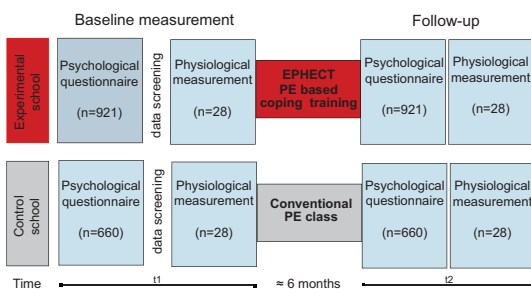 Baseline measurement
Follow-up
Experimental
school
Psychological
questionnaire
(n=921)
data screening
Physiological
measurement
(n=28)
EPHECT
PE based
coping training
Psychological
questionnaire
(n=921)
Physiological
measurement
(n=28)
Control
school
Psychological
questionnaire
(n=660)
data screening
Physiological
measurement
(n=28)
Conventional
PE class
Psychological
questionnaire
(n=660)
Physiological
measurement
(n=28)
Time
t1
≈ 6 months
t2